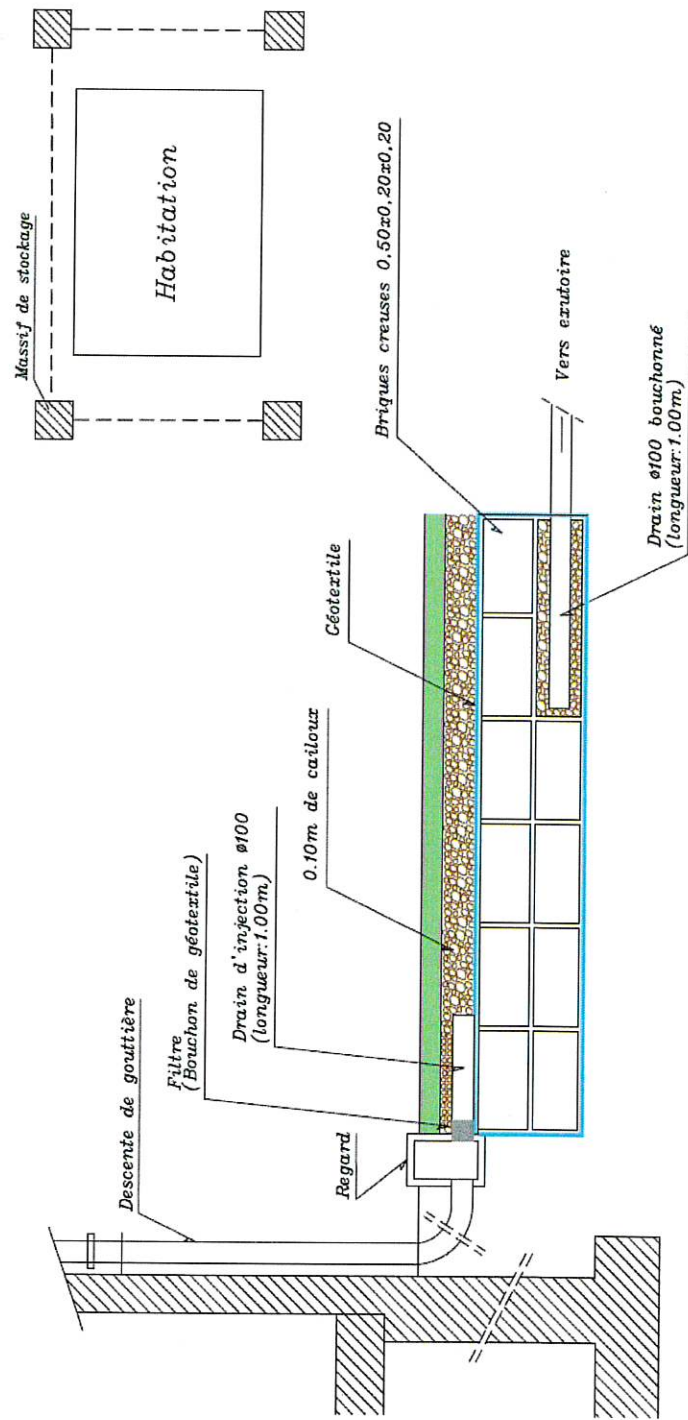 Massif de stockage
Habitation
Descente de gouttière
Filtre
(Bouchon de géotextile)
Drain d'injection ø100
(longueur:1.00m)
0.10m de cailoux
Géotextile
Briques creuses 0,50x0,20x0,20
Regard
Vers exutoire
Drain ø100 bouchonné
(longueur:1.00m)